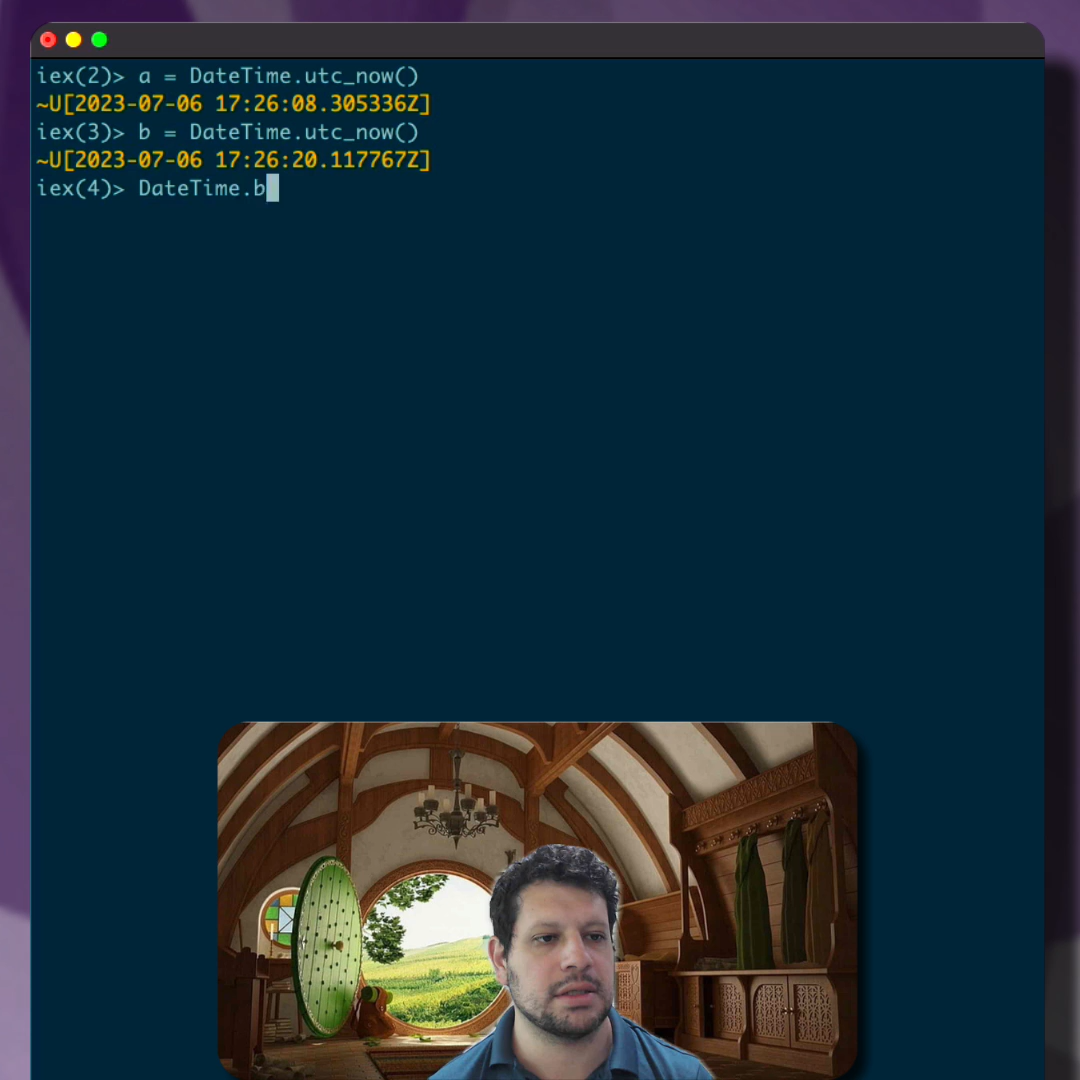 iex(2)> a = DateTime.utc_now()
~U[2023-07-06 17:26:08.305336Z]
iex(3)> b = DateTime.utc_now()
~U[2023-07-06 17:26:20.117767Z]
iex(4)> DateTime.b